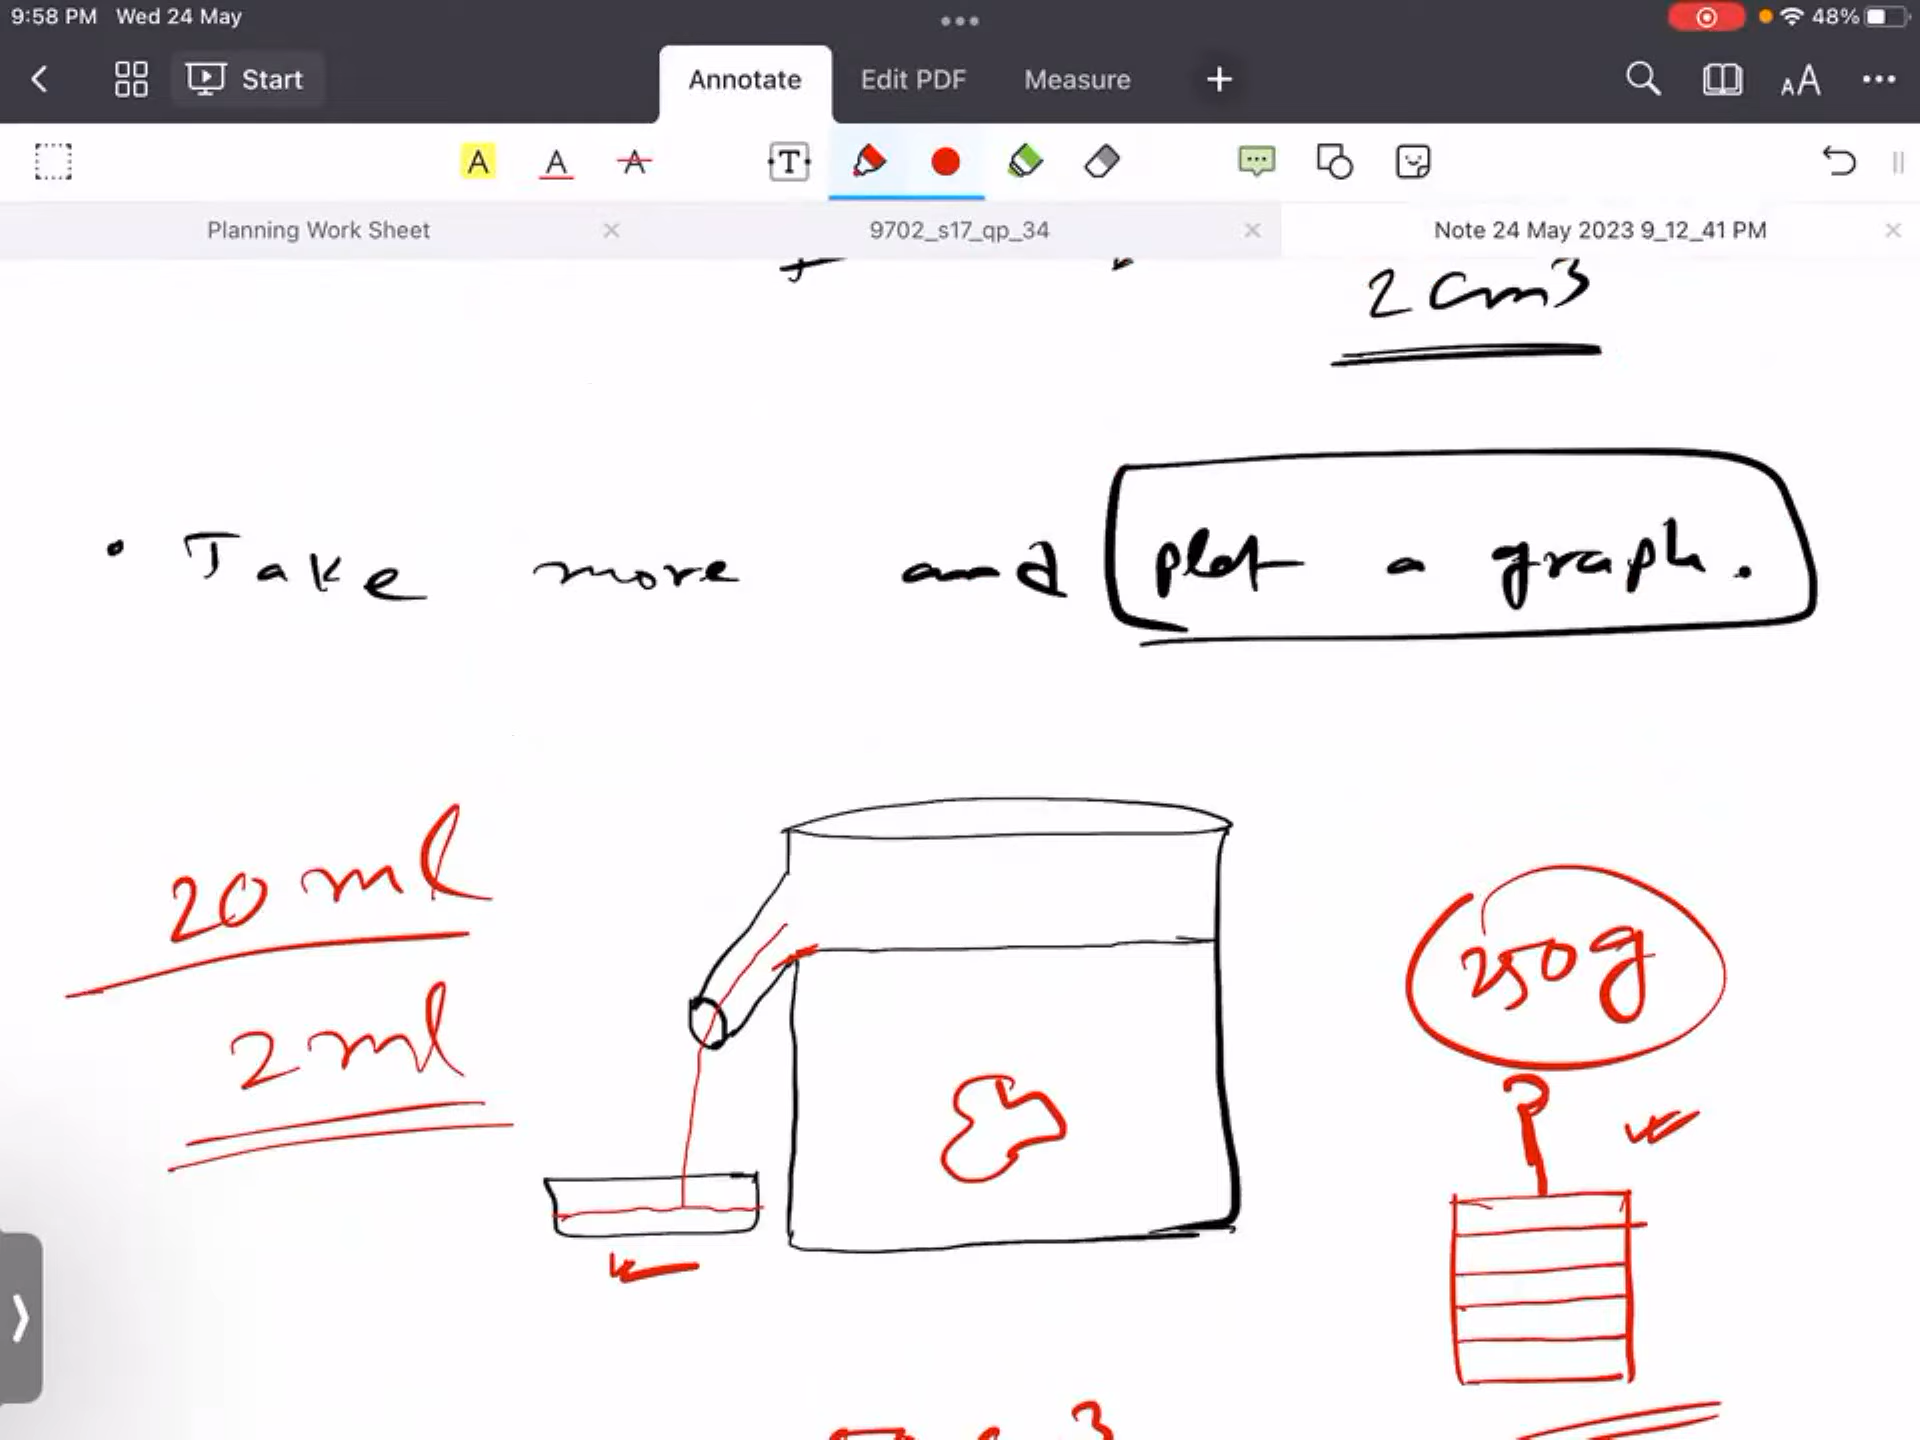 9:58 PM Wed 24 May
48%
Start
Annotate
Edit PDF
Measure
A A A T
AA
Planning Work Sheet
9702_s17_qp_34
Note 24 May 2023 9_12_41 PM
2 cm3
• Take more and plot a graph.
20 ml
2 ml
250g